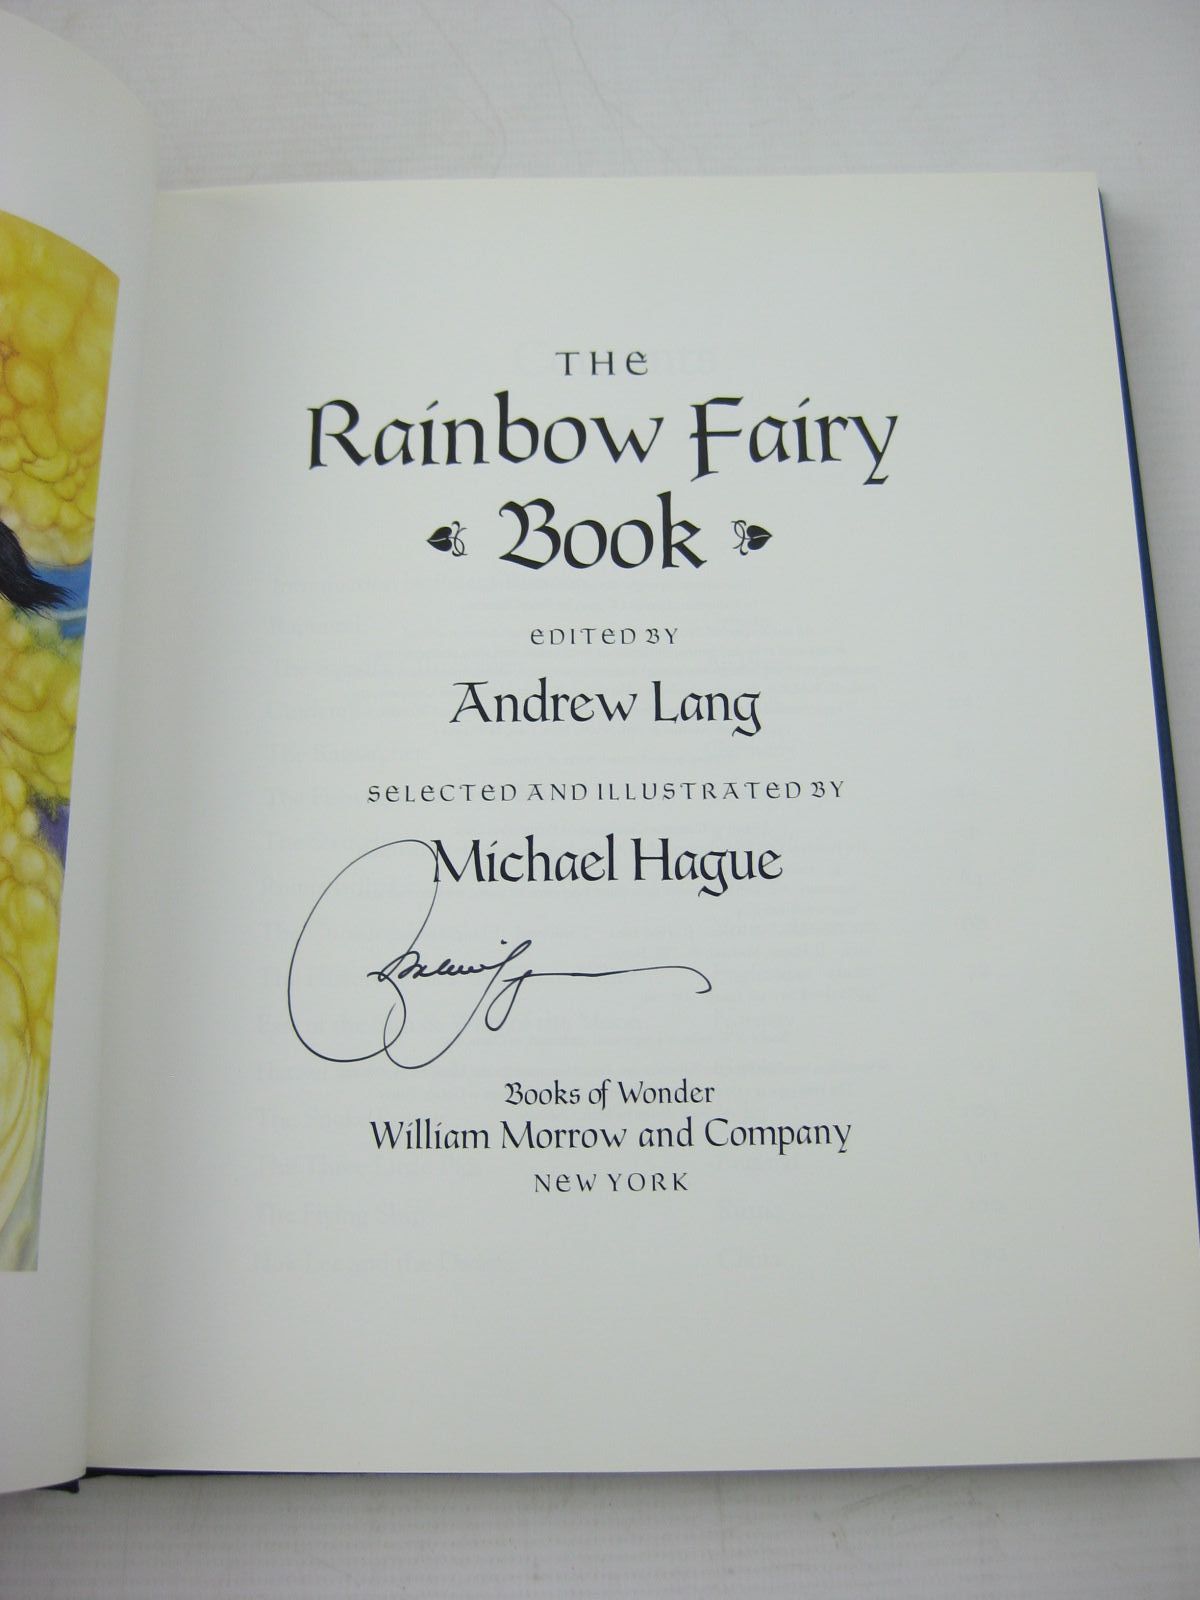 THE
Rainbow Fairy
Book
EDITED BY
Andrew Lang
SELECTED AND ILLUSTRATED BY
Michael Hague
Books of Wonder
William Morrow and Company
NEW YORK